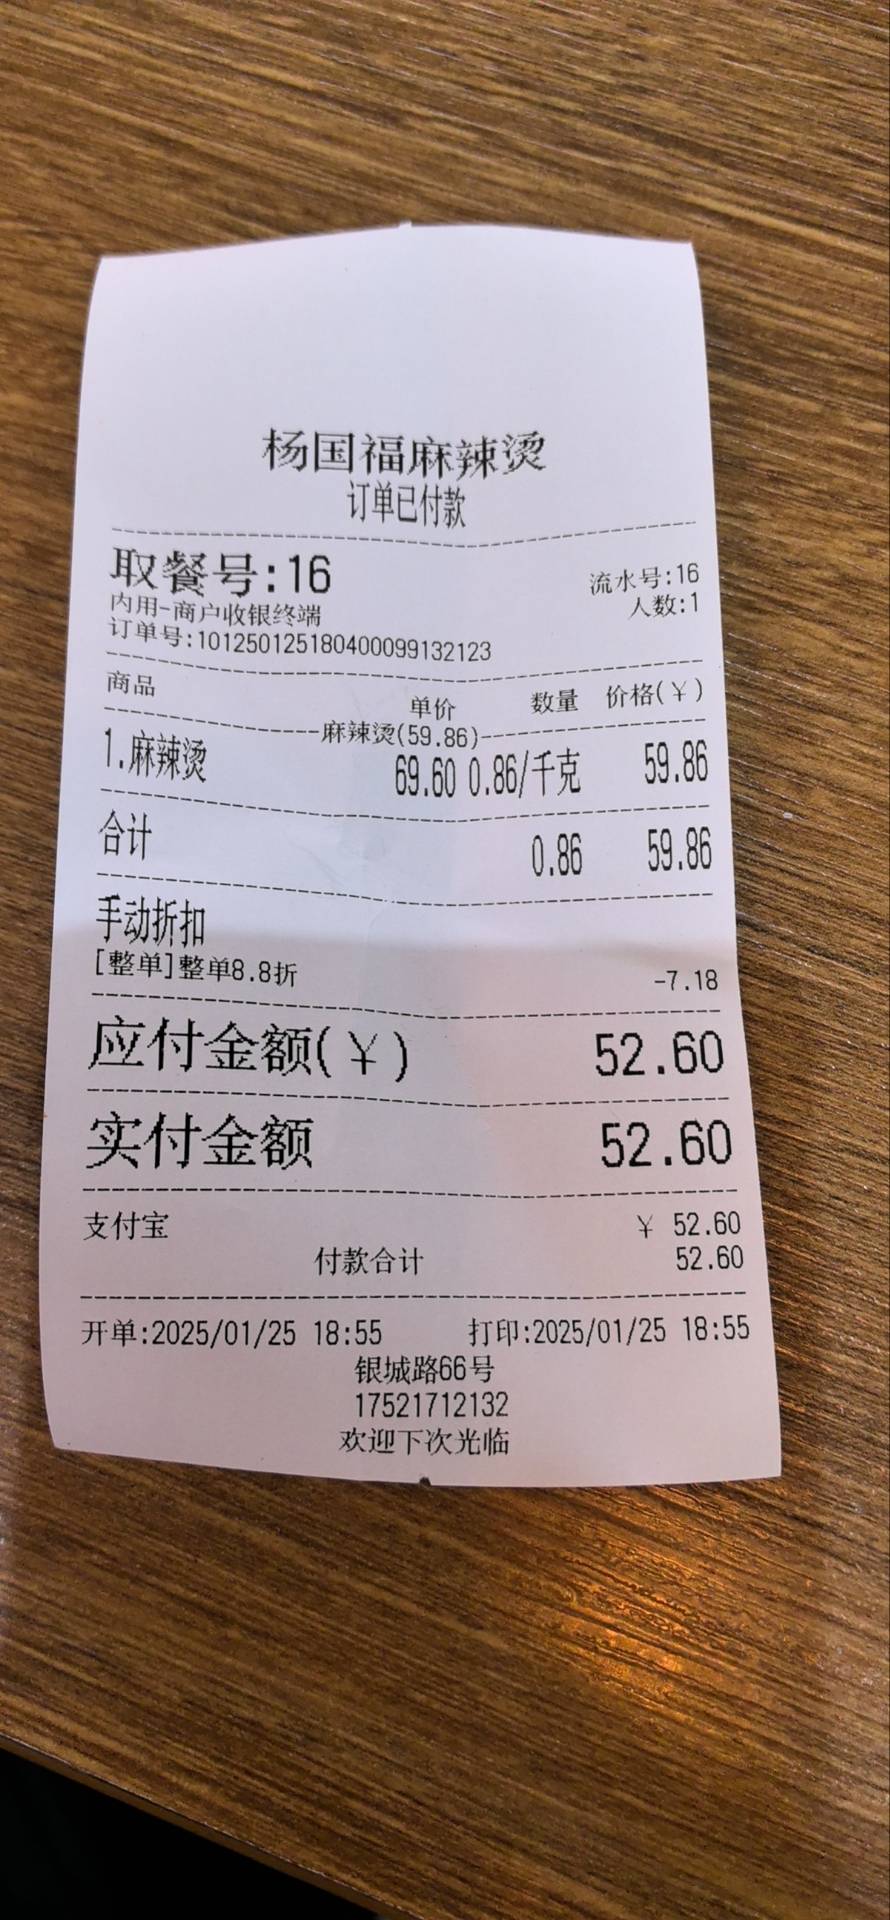 杨国福麻辣烫
订单已付款
取餐号:16 流水号:16
内用-商户收银终端 人数:1
订单号:101250125180400099132123
商品 单价 数量 价格(¥)
麻辣烫(59.86)
1.麻辣烫 69.60 0.86/千克 59.86
合计 0.86 59.86
手动折扣
[整单]整单8.8折 -7.18
应付金额(¥) 52.60
实付金额 52.60
支付宝 ¥ 52.60
付款合计 52.60
开单:2025/01/25 18:55 打印:2025/01/25 18:55
银城路66号
17521712132
欢迎下次光临